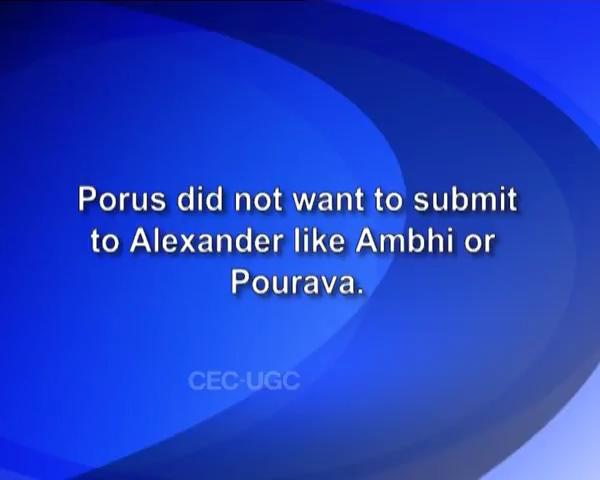 Porus did not want to submit
to Alexander like Ambhi or
Pourava.
CEC-UGC